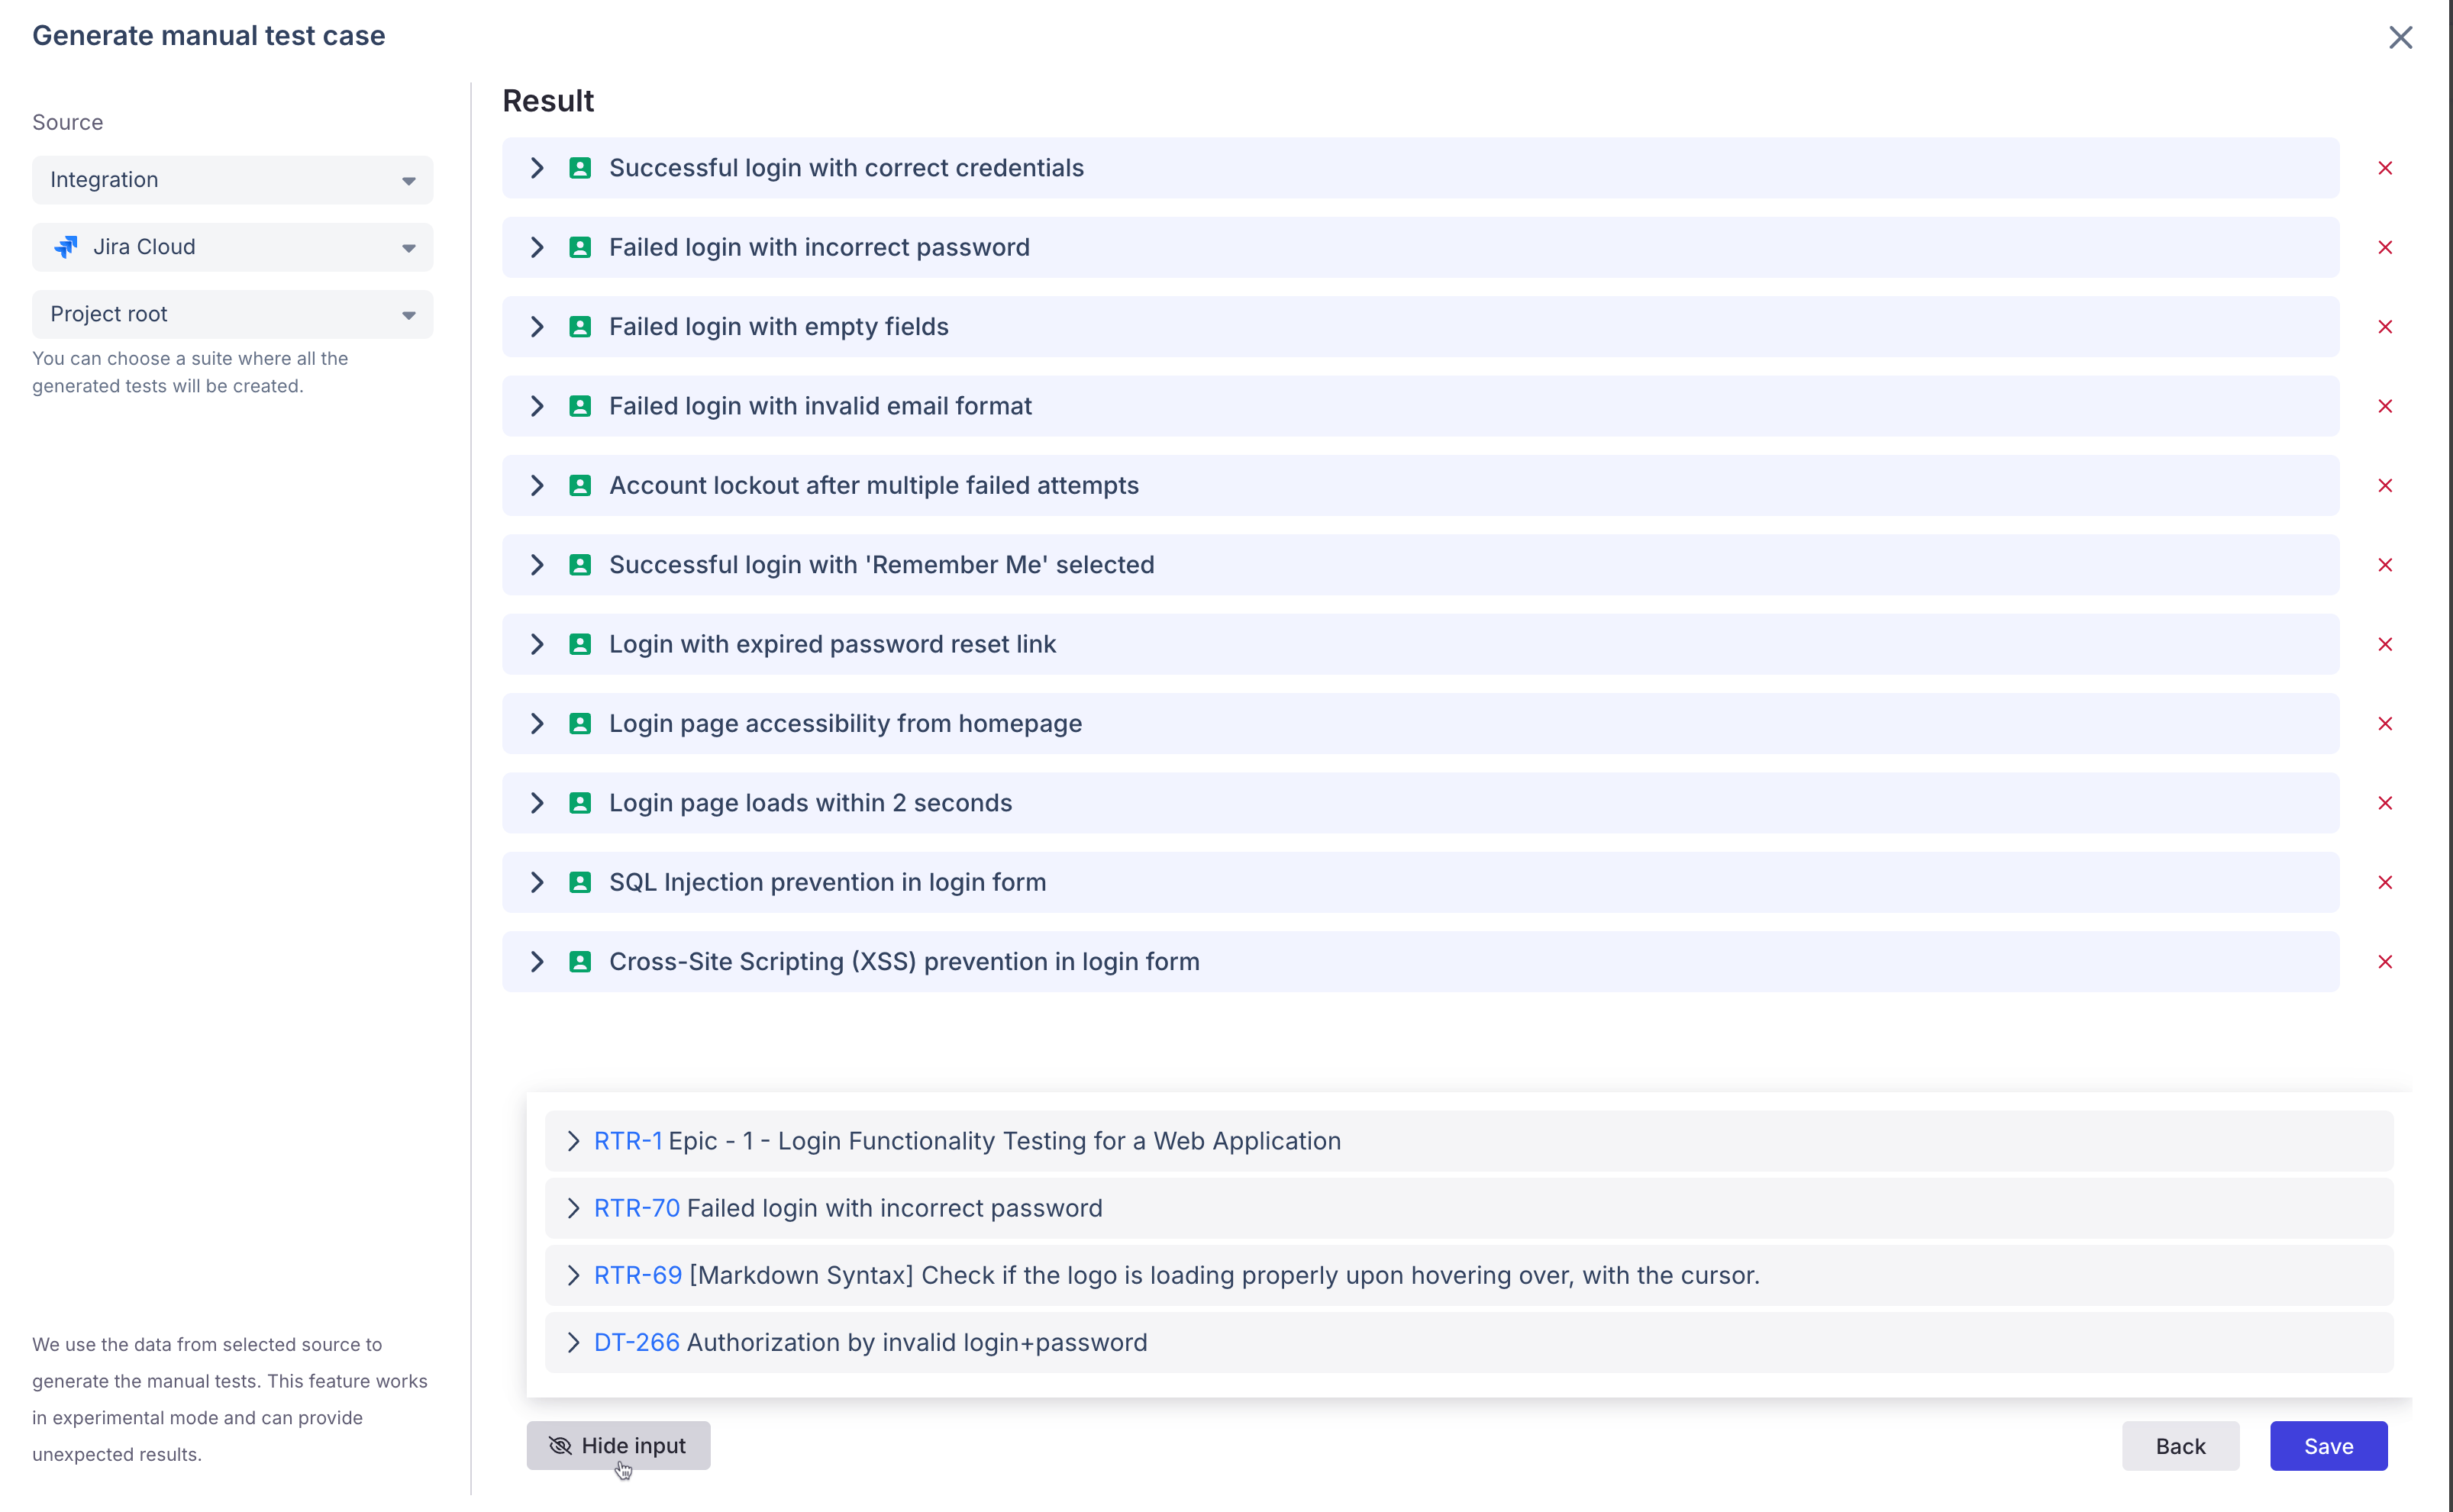 Generate manual test case
Source
Integration
Jira Cloud
Project root
You can choose a suite where all the
generated tests will be created.
We use the data from selected source to
generate the manual tests. This feature works
in experimental mode and can provide
unexpected results.
Result
Successful login with correct credentials
Failed login with incorrect password
Failed login with empty fields
Failed login with invalid email format
Account lockout after multiple failed attempts
Successful login with 'Remember Me' selected
Login with expired password reset link
Login page accessibility from homepage
Login page loads within 2 seconds
SQL Injection prevention in login form
Cross-Site Scripting (XSS) prevention in login form
RTR-1 Epic - 1 - Login Functionality Testing for a Web Application
RTR-70 Failed login with incorrect password
RTR-69 [Markdown Syntax] Check if the logo is loading properly upon hovering over, with the cursor.
DT-266 Authorization by invalid login+password
Hide input
Back
Save